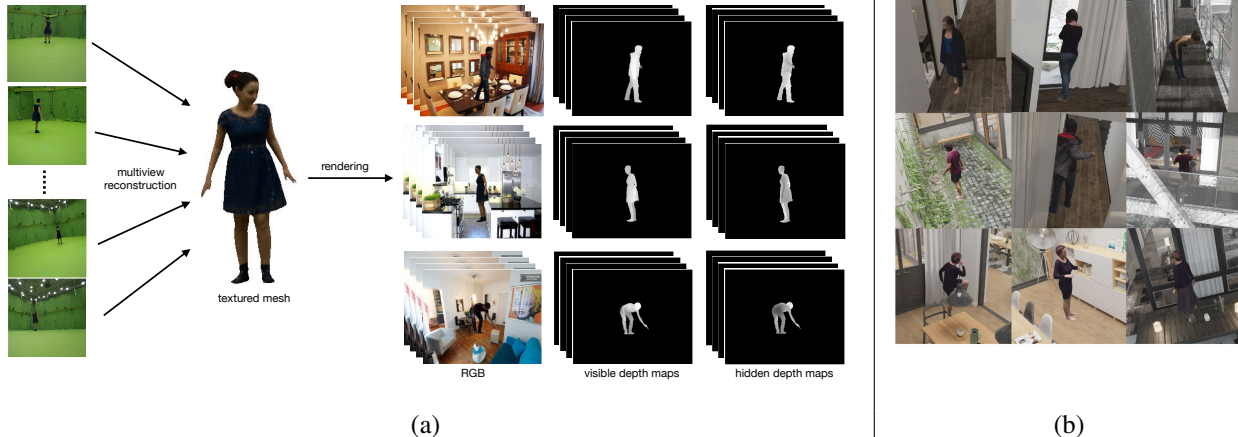 multiview
reconstruction
textured mesh
rendering
RGB
visible depth maps
hidden depth maps
(a)
(b)